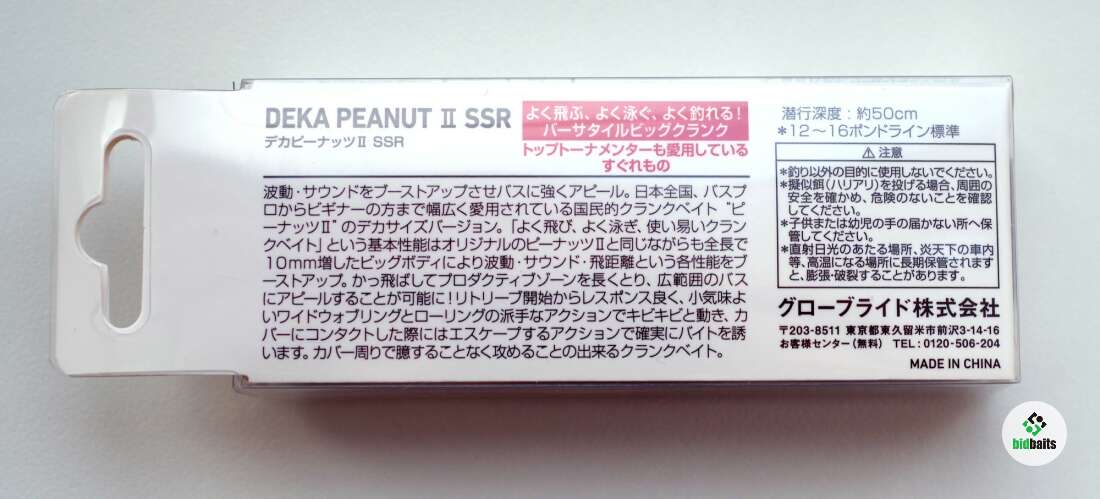 DEKA PEANUT Ⅱ SSR
デカピーナッツⅡ SSR
よく飛ぶ、よく泳ぐ、よく釣れる！
バーサタイルビッグクランク
トップトーナメンターも愛用している
すぐれもの
波動・サウンドをブーストアップさせバスに強くアピール。日本全国、バスプ
ロからビギナーの方まで幅広く愛用されている国民的クランクベイト〝ピ
ーナッツⅡ〟のデカサイズバージョン。「よく飛び、よく泳ぎ、使い易いクラン
クベイト」という基本性能はオリジナルのピーナッツⅡと同じながらも全長で
10mm増したビッグボディにより波動・サウンド・飛距離という各性能をブ
ーストアップ。かっ飛ばしてプロダクティブゾーンを長くとり、広範囲のバス
にアピールすることが可能に！リトリーブ開始からレスポンス良く、小気味よ
いワイドウォブリングとローリングの派手なアクションでキビキビと動き、カ
バーにコンタクトした際にはエスケープするアクションで確実にバイトを誘
います。カバー周りで臆することなく攻めることの出来るクランクベイト。
潜行深度：約50cm
*12〜16ポンドライン標準
⚠注意
*釣り以外の目的に使用しないでください。
*擬似餌（ハリアリ）を投げる場合、周囲の
安全を確かめ、危険のないことを確認
してください。
*子供または幼児の手の届かない所へ保
管してください。
*直射日光のあたる場所、炎天下の車内
等、高温になる場所に長期保管されます
と、膨張・破裂することがあります。
グローブライド株式会社
〒203-8511 東京都東久留米市前沢3-14-16
お客様センター（無料） TEL：0120-506-204
MADE IN CHINA
bidbaits